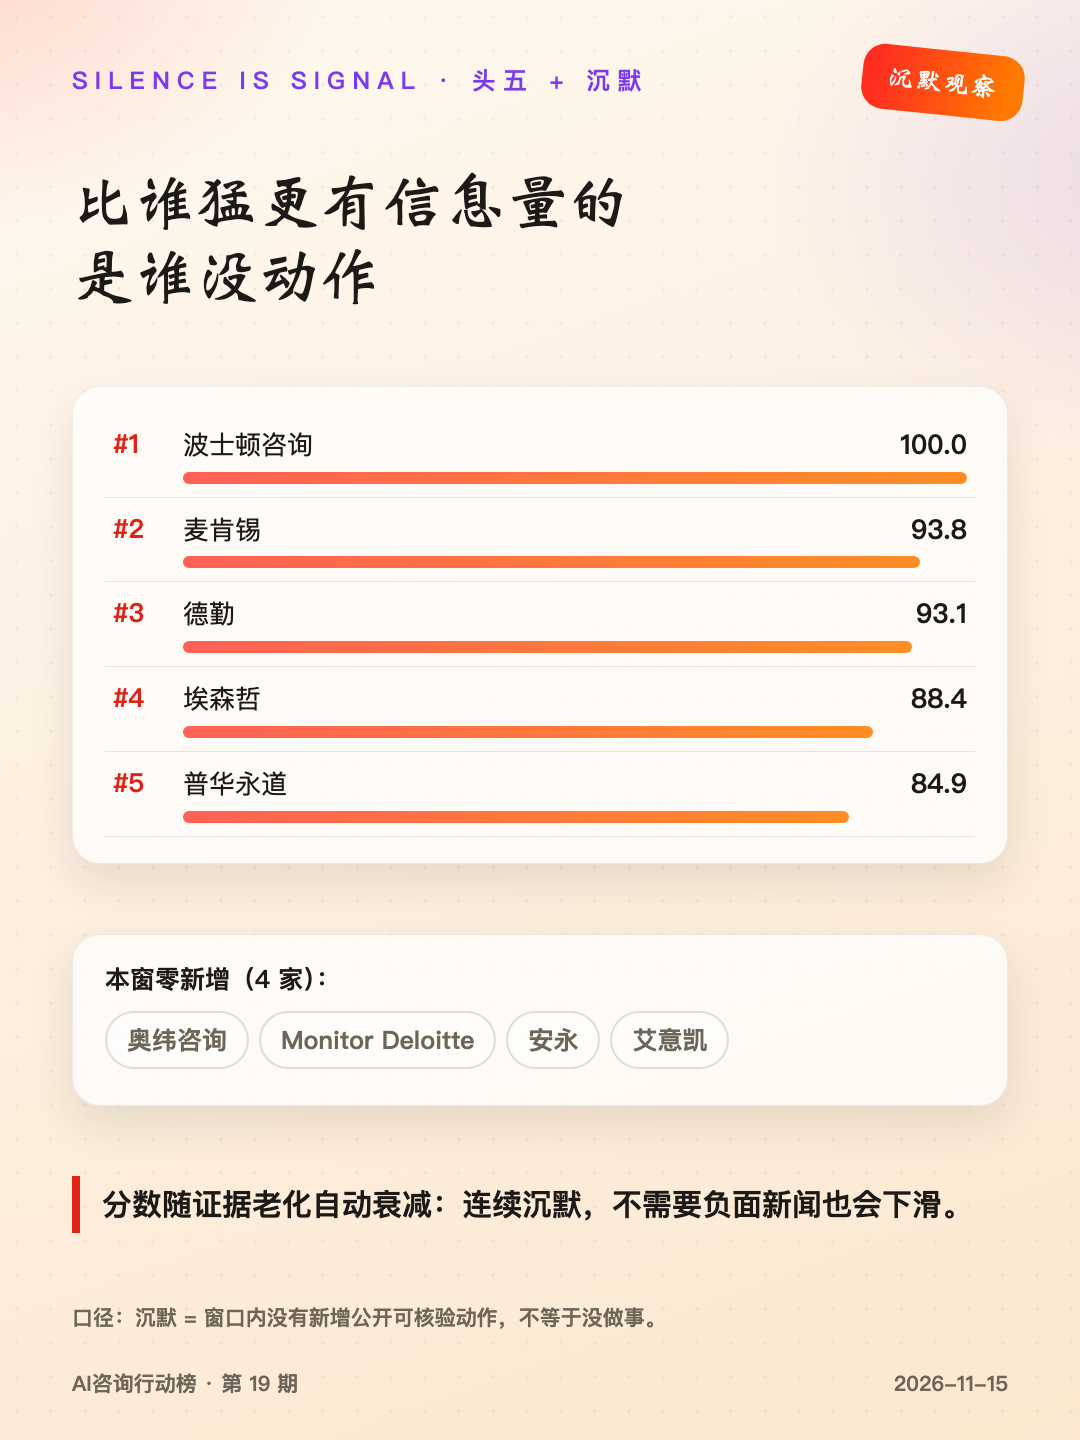 SILENCE IS SIGNAL · 头五 + 沉默
沉默观察
比谁猛更有信息量的
是谁没动作
#1 波士顿咨询 100.0
#2 麦肯锡 93.8
#3 德勤 93.1
#4 埃森哲 88.4
#5 普华永道 84.9
本窗零新增（4 家）：
奥纬咨询 Monitor Deloitte 安永 艾意凯
分数随证据老化自动衰减：连续沉默，不需要负面新闻也会下滑。
口径：沉默 = 窗口内没有新增公开可核验动作，不等于没做事。
AI咨询行动榜 · 第 19 期 2026-11-15